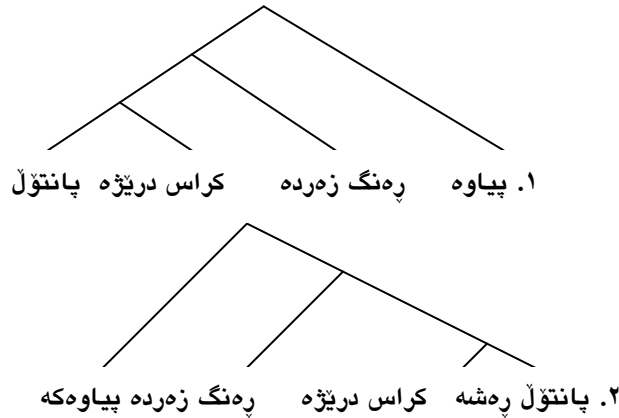 ١. پیاوە ڕەنگ زەردە کراس درێژە پانتۆڵ
٢. پانتۆڵ ڕەشە کراس درێژە ڕەنگ زەردە پیاوەکە